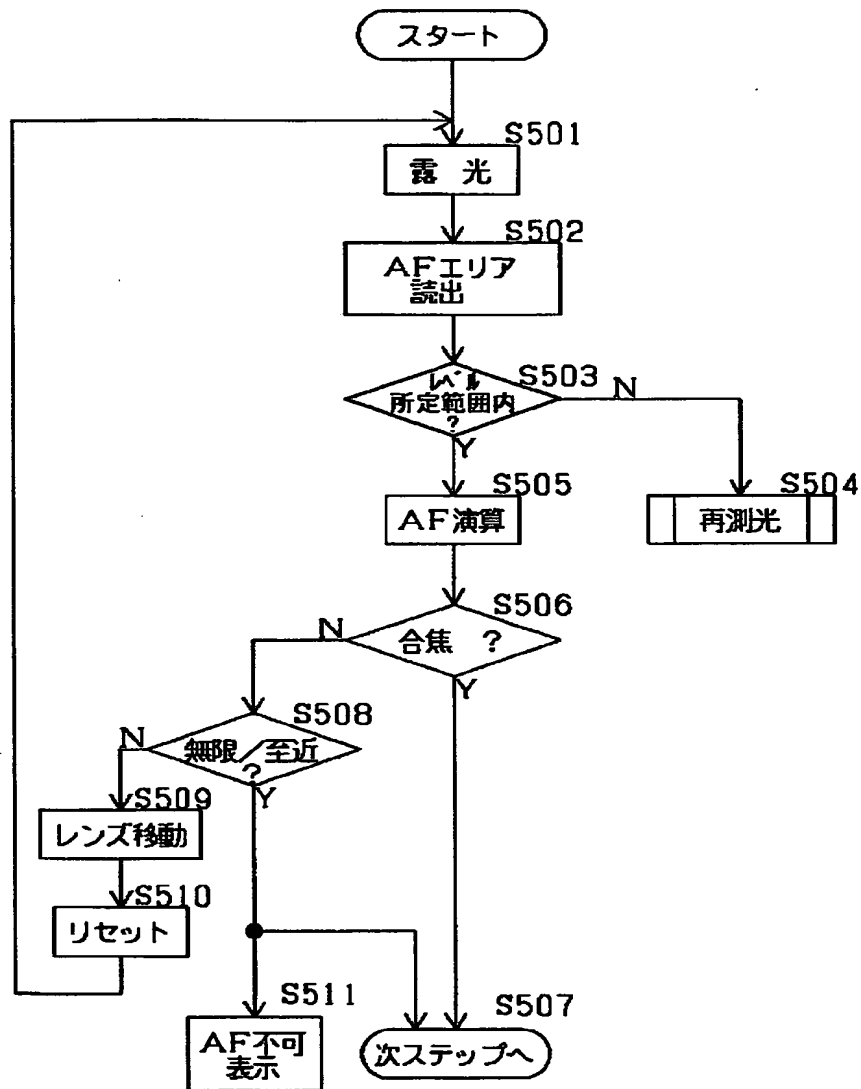 スタート
S501
露 光
S502
AFエリア
読出
S503
レベル
所定範囲内
?
N
Y
S504
再測光
S505
AF演算
S506
合焦 ?
N
Y
S508
無限/至近
?
N
Y
S509
レンズ移動
S510
リセット
S511
AF不可
表示
S507
次ステップへ